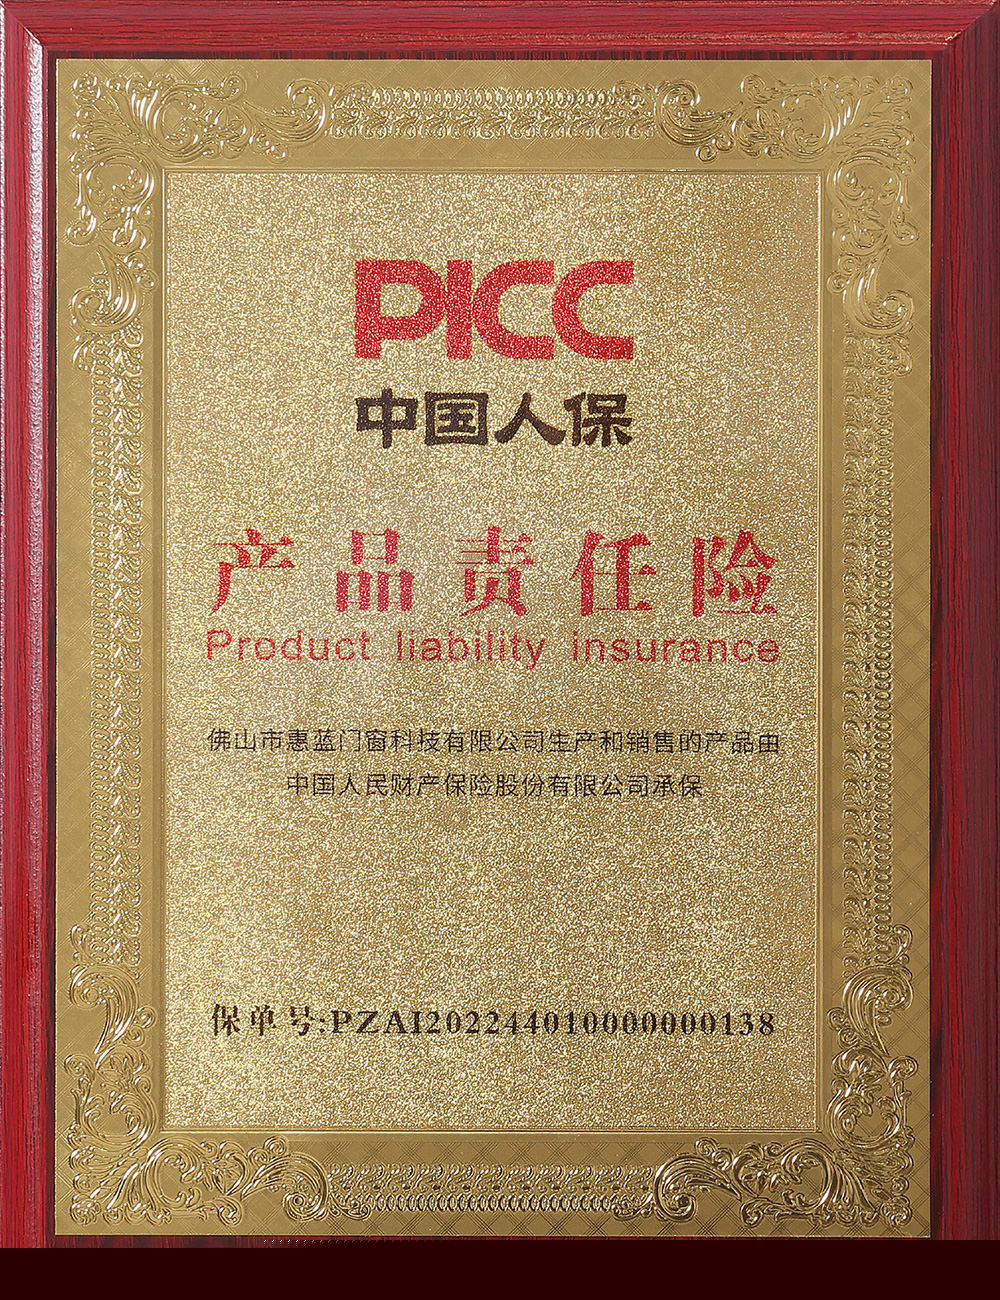 PICC
中国人保
产品责任险
Product liability insurance
佛山市惠蓝门窗科技有限公司生产和销售的产品由
中国人民财产保险股份有限公司承保
保单号:PZAI202244010000000138